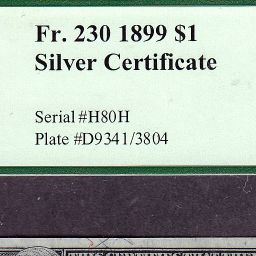 Fr. 230 1899 $1
Silver Certificate
Serial #H80H
Plate #D9341/3804